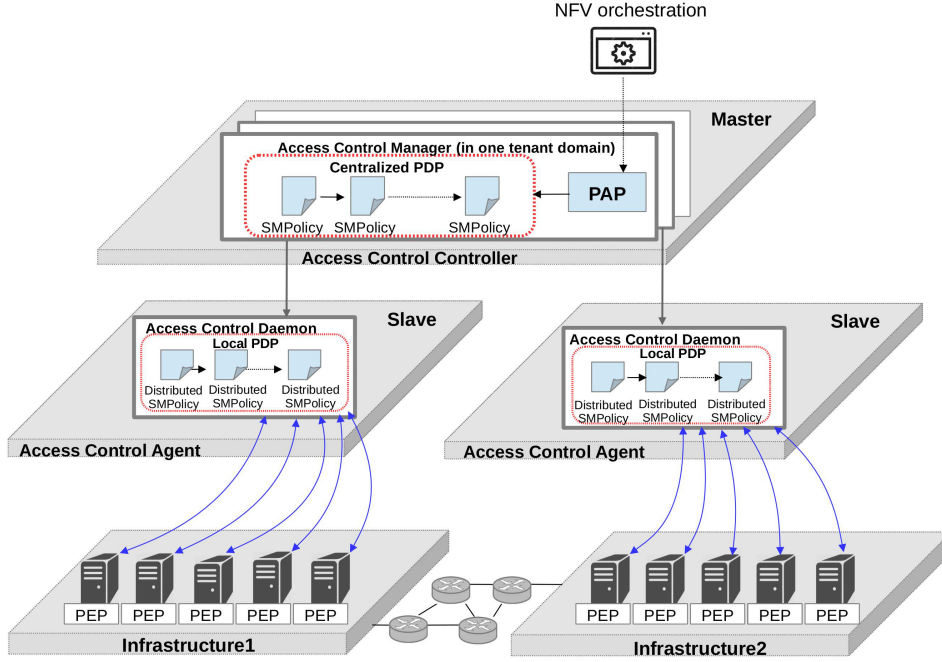 NFV orchestration
Master
Access Control Manager (in one tenant domain)
Centralized PDP
PAP
SMPolicy SMPolicy SMPolicy
Access Control Controller
Slave
Access Control Daemon
Local PDP
Distributed Distributed Distributed
SMPolicy SMPolicy SMPolicy
Access Control Agent
Slave
Access Control Daemon
Local PDP
Distributed Distributed Distributed
SMPolicy SMPolicy SMPolicy
Access Control Agent
PEP PEP PEP PEP PEP
Infrastructure1
PEP PEP PEP PEP PEP
Infrastructure2